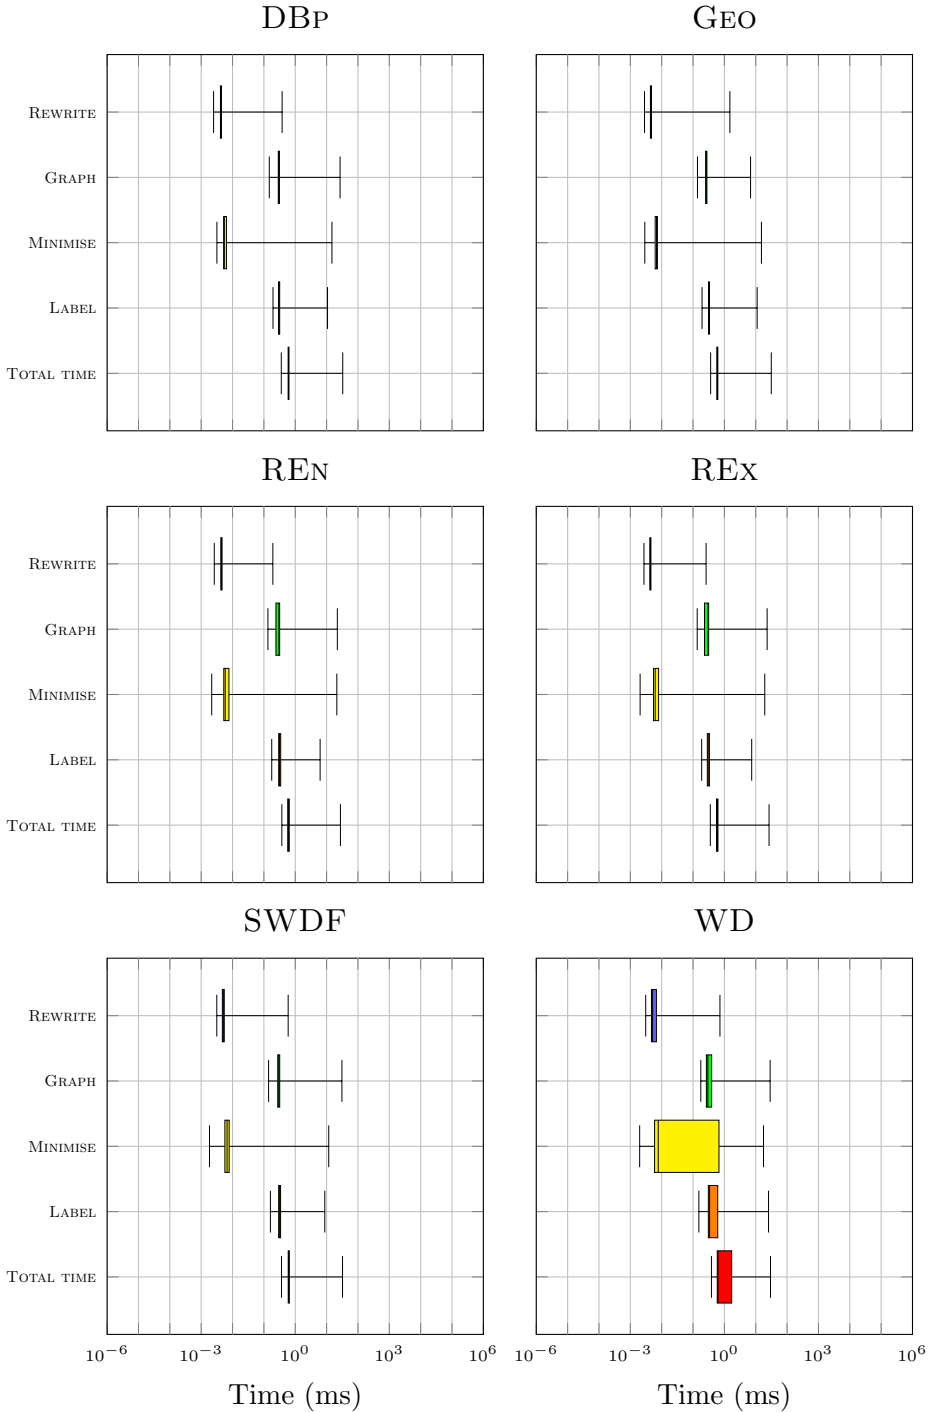 DBp Geo
Rewrite
Graph
Minimise
Label
Total time
REn REx
Rewrite
Graph
Minimise
Label
Total time
SWDF WD
Rewrite
Graph
Minimise
Label
Total time
10^−6 10^−3 10^0 10^3 10^6 10^−6 10^−3 10^0 10^3 10^6
Time (ms) Time (ms)